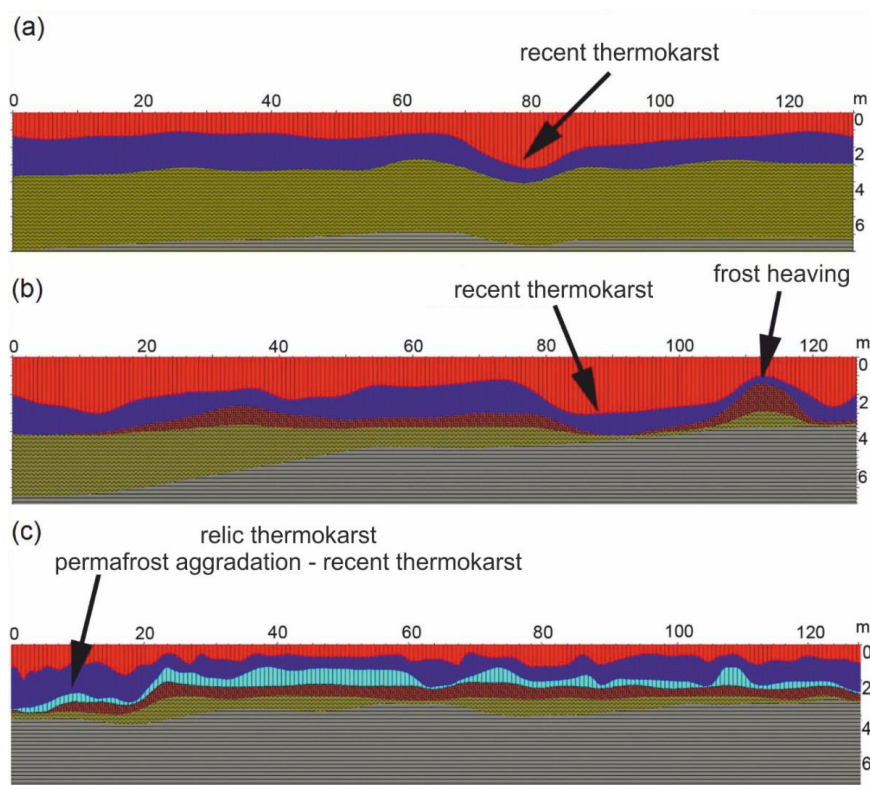 (a)
recent thermokarst
0 20 40 60 80 100 120 m
0
2
4
6
(b)
frost heaving
recent thermokarst
0 20 40 60 80 100 120 m
0
2
4
6
(c)
relic thermokarst
permafrost aggradation - recent thermokarst
0 20 40 60 80 100 120 m
0
2
4
6